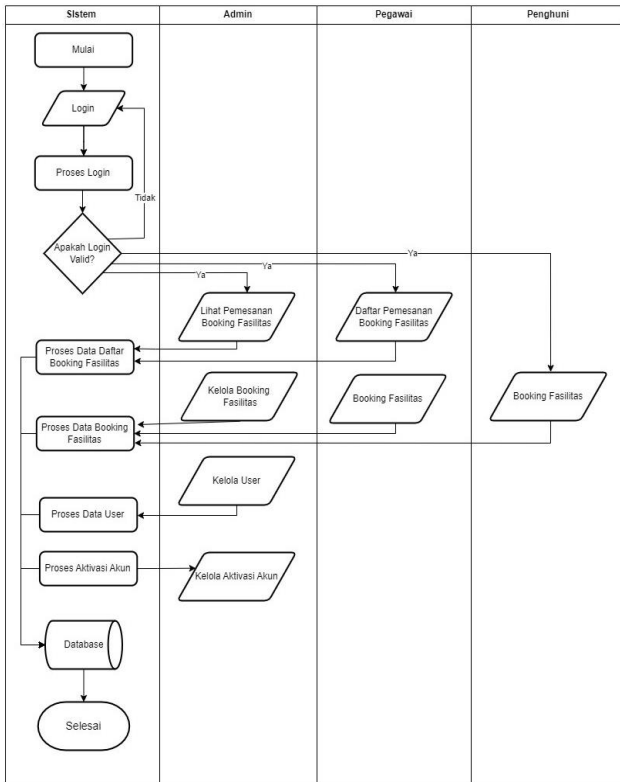 SIstem
Admin
Pegawai
Penghuni
Mulai
Login
Proses Login
Tidak
Apakah Login
Valid?
Ya
Ya
Ya
Lihat Pemesanan
Booking Fasilitas
Daftar Pemesanan
Booking Fasilitas
Proses Data Daftar
Booking Fasilitas
Kelola Booking
Fasilitas
Booking Fasilitas
Booking Fasilitas
Proses Data Booking
Fasilitas
Kelola User
Proses Data User
Proses Aktivasi Akun
Kelola Aktivasi Akun
Database
Selesai